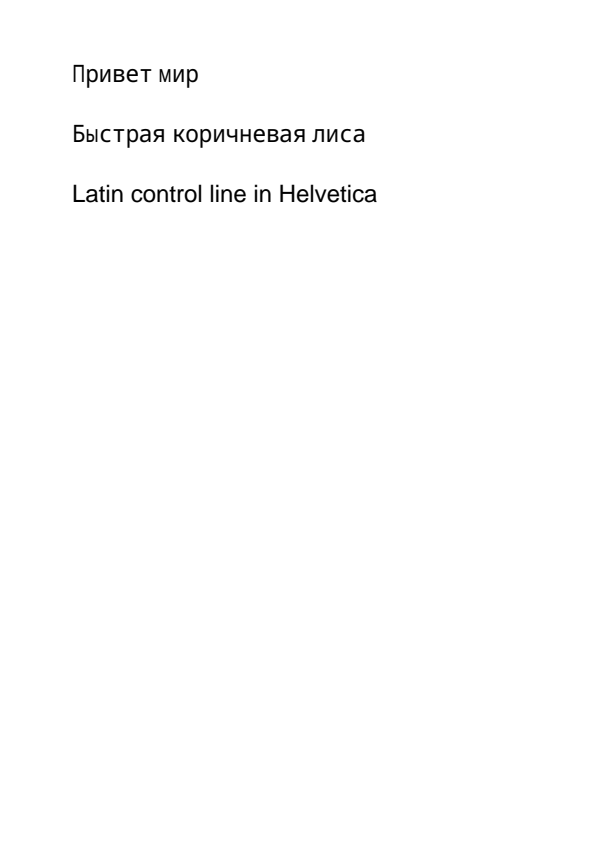 Привет мир
Быстрая коричневая лиса
Latin control line in Helvetica